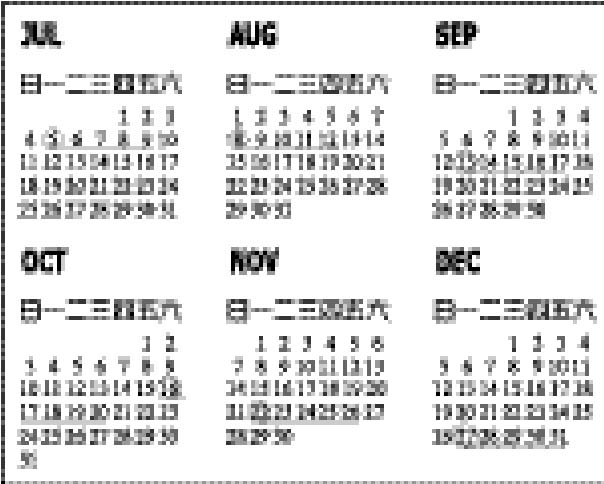 JUL
日一二三四五六
1 2 3
4 5 6 7 8 9 10
11 12 13 14 15 16 17
18 19 20 21 22 23 24
25 26 27 28 29 30 31
AUG
日一二三四五六
1 2 3 4 5 6 7
8 9 10 11 12 13 14
15 16 17 18 19 20 21
22 23 24 25 26 27 28
29 30 31
SEP
日一二三四五六
1 2 3 4
5 6 7 8 9 10 11
12 13 14 15 16 17 18
19 20 21 22 23 24 25
26 27 28 29 30
OCT
日一二三四五六
1 2
3 4 5 6 7 8 9
10 11 12 13 14 15 16
17 18 19 20 21 22 23
24 25 26 27 28 29 30
31
NOV
日一二三四五六
1 2 3 4 5 6
7 8 9 10 11 12 13
14 15 16 17 18 19 20
21 22 23 24 25 26 27
28 29 30
DEC
日一二三四五六
1 2 3 4
5 6 7 8 9 10 11
12 13 14 15 16 17 18
19 20 21 22 23 24 25
26 27 28 29 30 31